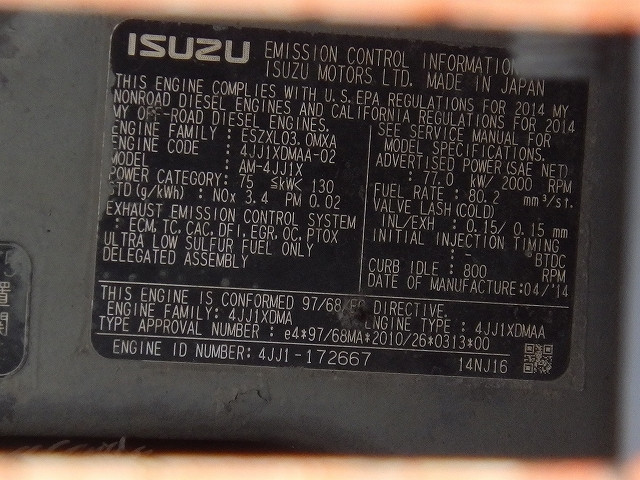 ISUZU EMISSION CONTROL INFORMATION
ISUZU MOTORS LTD. MADE IN JAPAN
THIS ENGINE COMPLIES WITH U.S.EPA REGULATIONS FOR 2014 MY
NONROAD DIESEL ENGINES AND CALIFORNIA REGULATIONS FOR 2014
MY OFF-ROAD DIESEL ENGINES.
ENGINE FAMILY : ESZXL03.0MXA
ENGINE CODE : 4JJ1XDMAA-02
MODEL : AM-4JJ1X
POWER CATEGORY: 75 ≦kW< 130
STD(g/kWh) : NOx 3.4 PM 0.02
EXHAUST EMISSION CONTROL SYSTEM
: ECM,TC,CAC,DFI,EGR,OC,PTOX
ULTRA LOW SULFUR FUEL ONLY
DELEGATED ASSEMBLY
SEE SERVICE MANUAL FOR
MODEL SPECIFICATIONS.
ADVERTISED POWER(SAE NET)
: 77.0 kW/ 2000 RPM
FUEL RATE : 80.2 mm³/st.
VALVE LASH(COLD)
INL/EXH : 0.15/ 0.15 mm
INITIAL INJECTION TIMING
: - BTDC
CURB IDLE : 800 RPM
DATE OF MANUFACTURE:04/'14
THIS ENGINE IS CONFORMED 97/68/EC DIRECTIVE.
ENGINE FAMILY: 4JJ1XDMA ENGINE TYPE : 4JJ1XDMAA
TYPE APPROVAL NUMBER : e4*97/68MA*2010/26*0313*00
ENGINE ID NUMBER: 4JJ1-172667 14NJ16
置
関